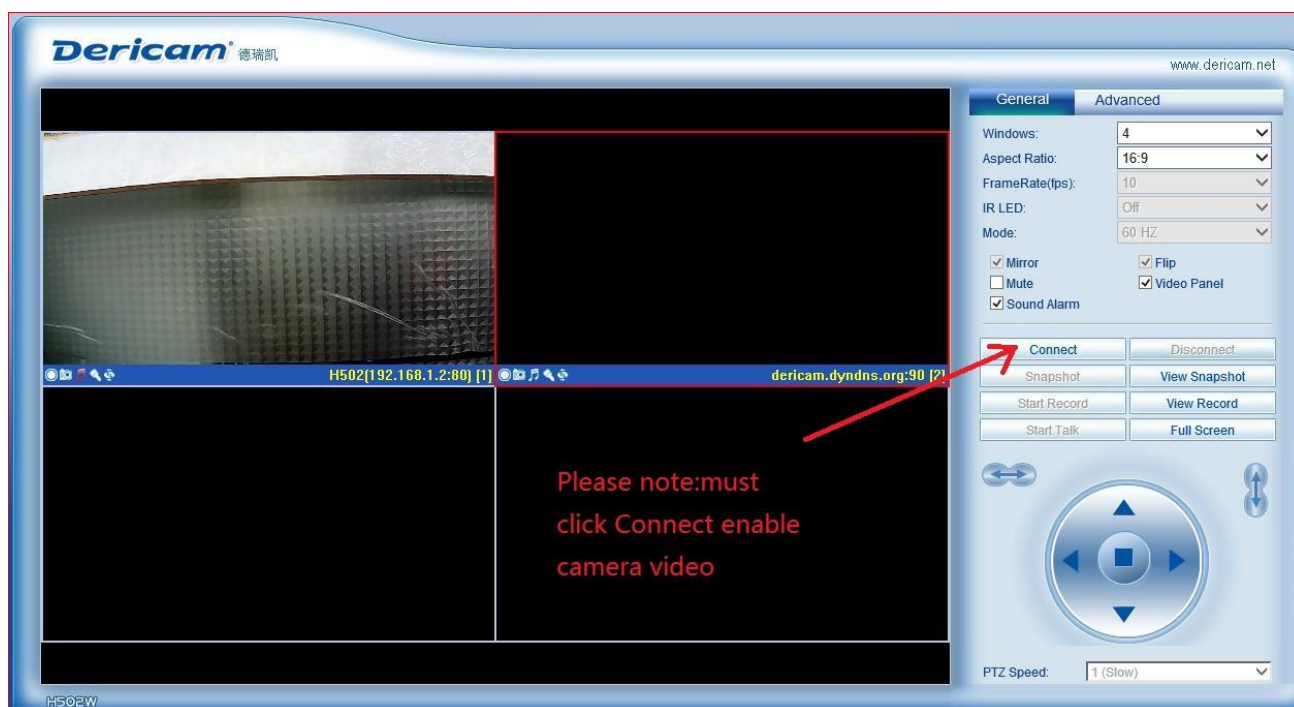 Dericam 德瑞凯
www.dericam.net
General Advanced
Windows: 4
Aspect Ratio: 16:9
FrameRate(fps): 10
IR LED: Off
Mode: 60 HZ
Mirror Flip
Mute Video Panel
Sound Alarm
Connect Disconnect
Snapshot View Snapshot
Start Record View Record
Start Talk Full Screen
H502[192.168.1.2:80] [1] dericam.dyndns.org:90 [2]
Please note:must
click Connect enable
camera video
PTZ Speed: 1 (Slow)
H502W